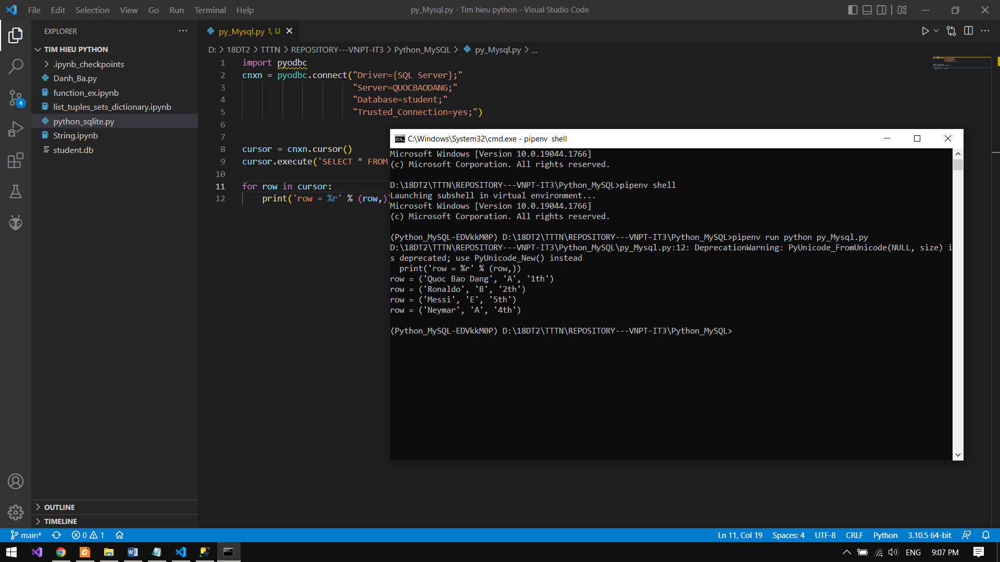 File Edit Selection View Go Run Terminal Help
py_Mysql.py - Tim hieu python - Visual Studio Code
EXPLORER
TIM HIEU PYTHON
.ipynb_checkpoints
Danh_Ba.py
function_ex.ipynb
list_tuples_sets_dictionary.ipynb
python_sqlite.py
String.ipynb
student.db
OUTLINE
TIMELINE
4
py_Mysql.py 1, U
D: > 18DT2 > TTTN > REPOSITORY---VNPT-IT3 > Python_MySQL > py_Mysql.py > ...
1 import pyodbc
2 cnxn = pyodbc.connect("Driver={SQL Server};"
3 "Server=QUOCBAODANG;"
4 "Database=student;"
5 "Trusted_Connection=yes;")
6
7
8 cursor = cnxn.cursor()
9 cursor.execute('SELECT * FROM
10
11 for row in cursor:
12 print('row = %r' % (row,)
C:\Windows\System32\cmd.exe - pipenv shell
Microsoft Windows [Version 10.0.19044.1766]
(c) Microsoft Corporation. All rights reserved.
D:\18DT2\TTTN\REPOSITORY---VNPT-IT3\Python_MySQL>pipenv shell
Launching subshell in virtual environment...
Microsoft Windows [Version 10.0.19044.1766]
(c) Microsoft Corporation. All rights reserved.
(Python_MySQL-EDVkkM0P) D:\18DT2\TTTN\REPOSITORY---VNPT-IT3\Python_MySQL>pipenv run python py_Mysql.py
D:\18DT2\TTTN\REPOSITORY---VNPT-IT3\Python_MySQL\py_Mysql.py:12: DeprecationWarning: PyUnicode_FromUnicode(NULL, size) i
s deprecated; use PyUnicode_New() instead
print('row = %r' % (row,))
row = ('Quoc Bao Dang', 'A', '1th')
row = ('Ronaldo', 'B', '2th')
row = ('Messi', 'E', '5th')
row = ('Neymar', 'A', '4th')
(Python_MySQL-EDVkkM0P) D:\18DT2\TTTN\REPOSITORY---VNPT-IT3\Python_MySQL>
main* 0 1
Ln 11, Col 19 Spaces: 4 UTF-8 CRLF Python 3.10.5 64-bit
ENG 9:07 PM